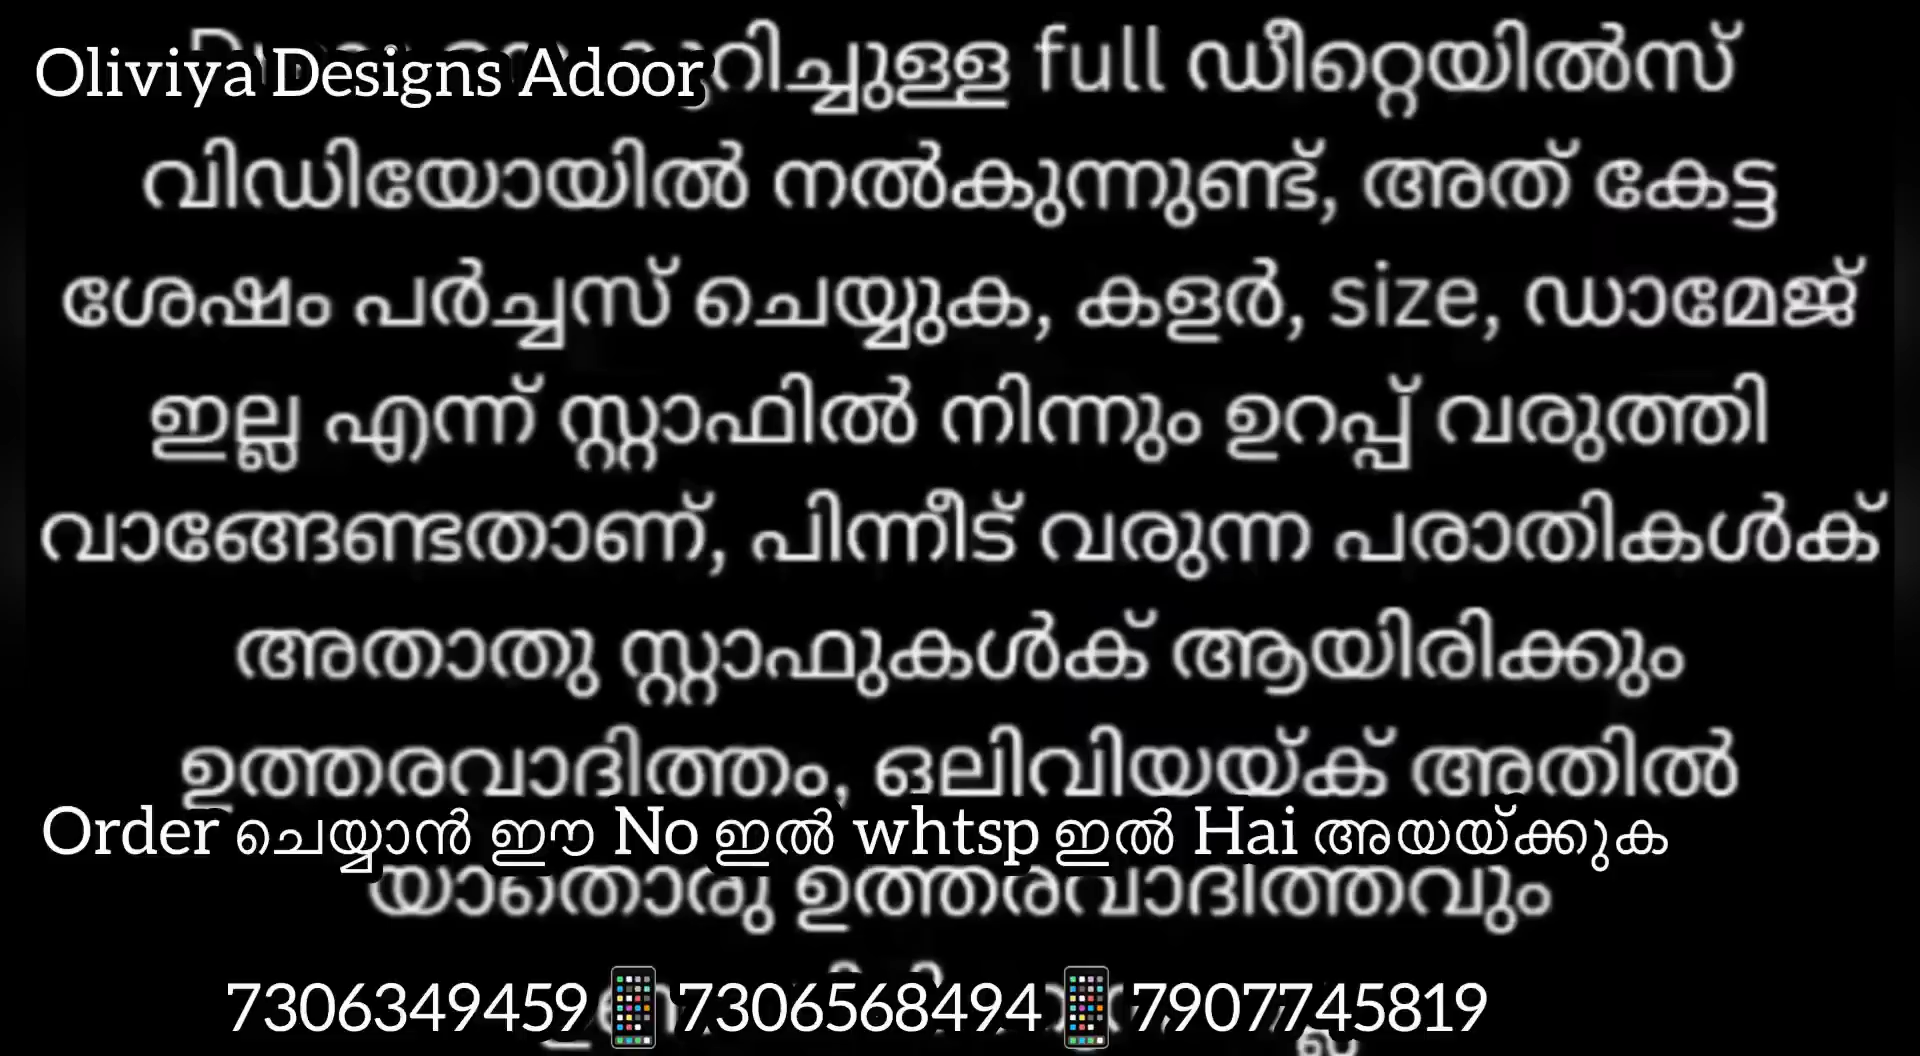 Oliviya Designs Adoor
full ഡീറ്റെയിൽസ്
വിഡിയോയിൽ നൽകുന്നുണ്ട്, അത് കേട്ട
ശേഷം പർച്ചസ് ചെയ്യുക, കളർ, size, ഡാമേജ്
ഇല്ല എന്ന് സ്റ്റാഫിൽ നിന്നും ഉറപ്പ് വരുത്തി
വാങ്ങേണ്ടതാണ്, പിന്നീട് വരുന്ന പരാതികൾക്
അതാതു സ്റ്റാഫുകൾക് ആയിരിക്കും
ഉത്തരവാദിത്തം, ഒലിവിയയ്ക് അതിൽ
Order ചെയ്യാൻ ഈ No ഇൽ whtsp ഇൽ Hai അയയ്ക്കുക
യാതൊരു ഉത്തരവാദിത്തവും
7306349459📱7306568494📱7907745819